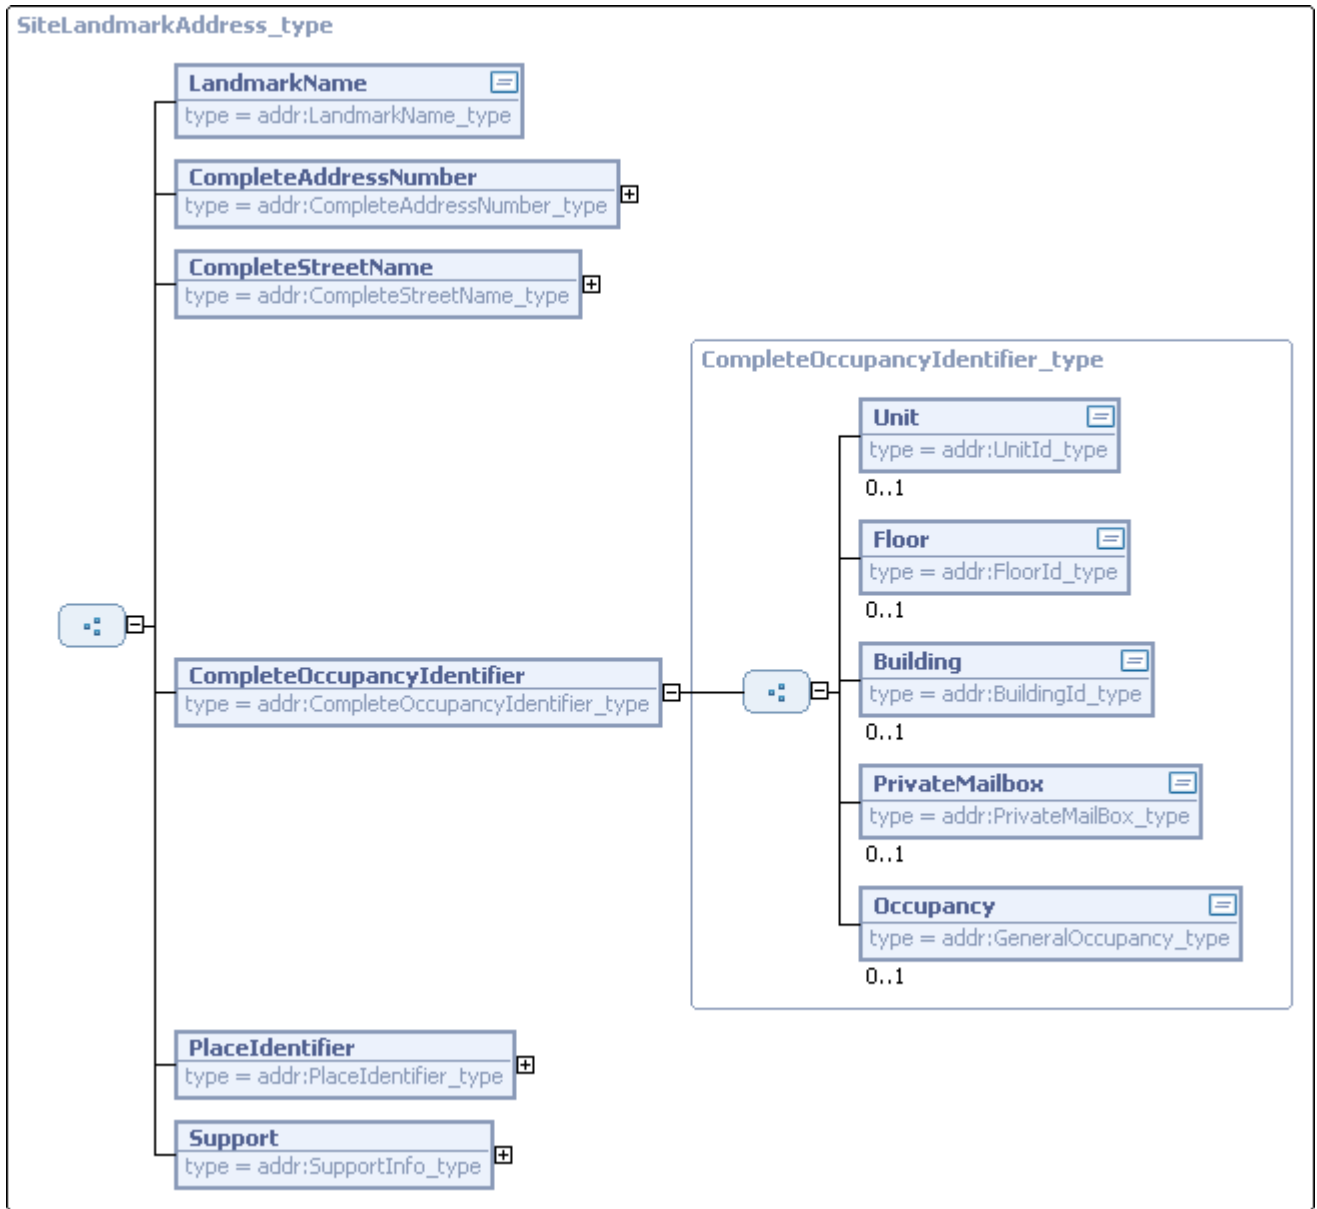 SiteLandmarkAddress_type
LandmarkName
type = addr:LandmarkName_type
CompleteAddressNumber
type = addr:CompleteAddressNumber_type
CompleteStreetName
type = addr:CompleteStreetName_type
CompleteOccupancyIdentifier
type = addr:CompleteOccupancyIdentifier_type
CompleteOccupancyIdentifier_type
Unit
type = addr:UnitId_type
0..1
Floor
type = addr:FloorId_type
0..1
Building
type = addr:BuildingId_type
0..1
PrivateMailbox
type = addr:PrivateMailBox_type
0..1
Occupancy
type = addr:GeneralOccupancy_type
0..1
PlaceIdentifier
type = addr:PlaceIdentifier_type
Support
type = addr:SupportInfo_type